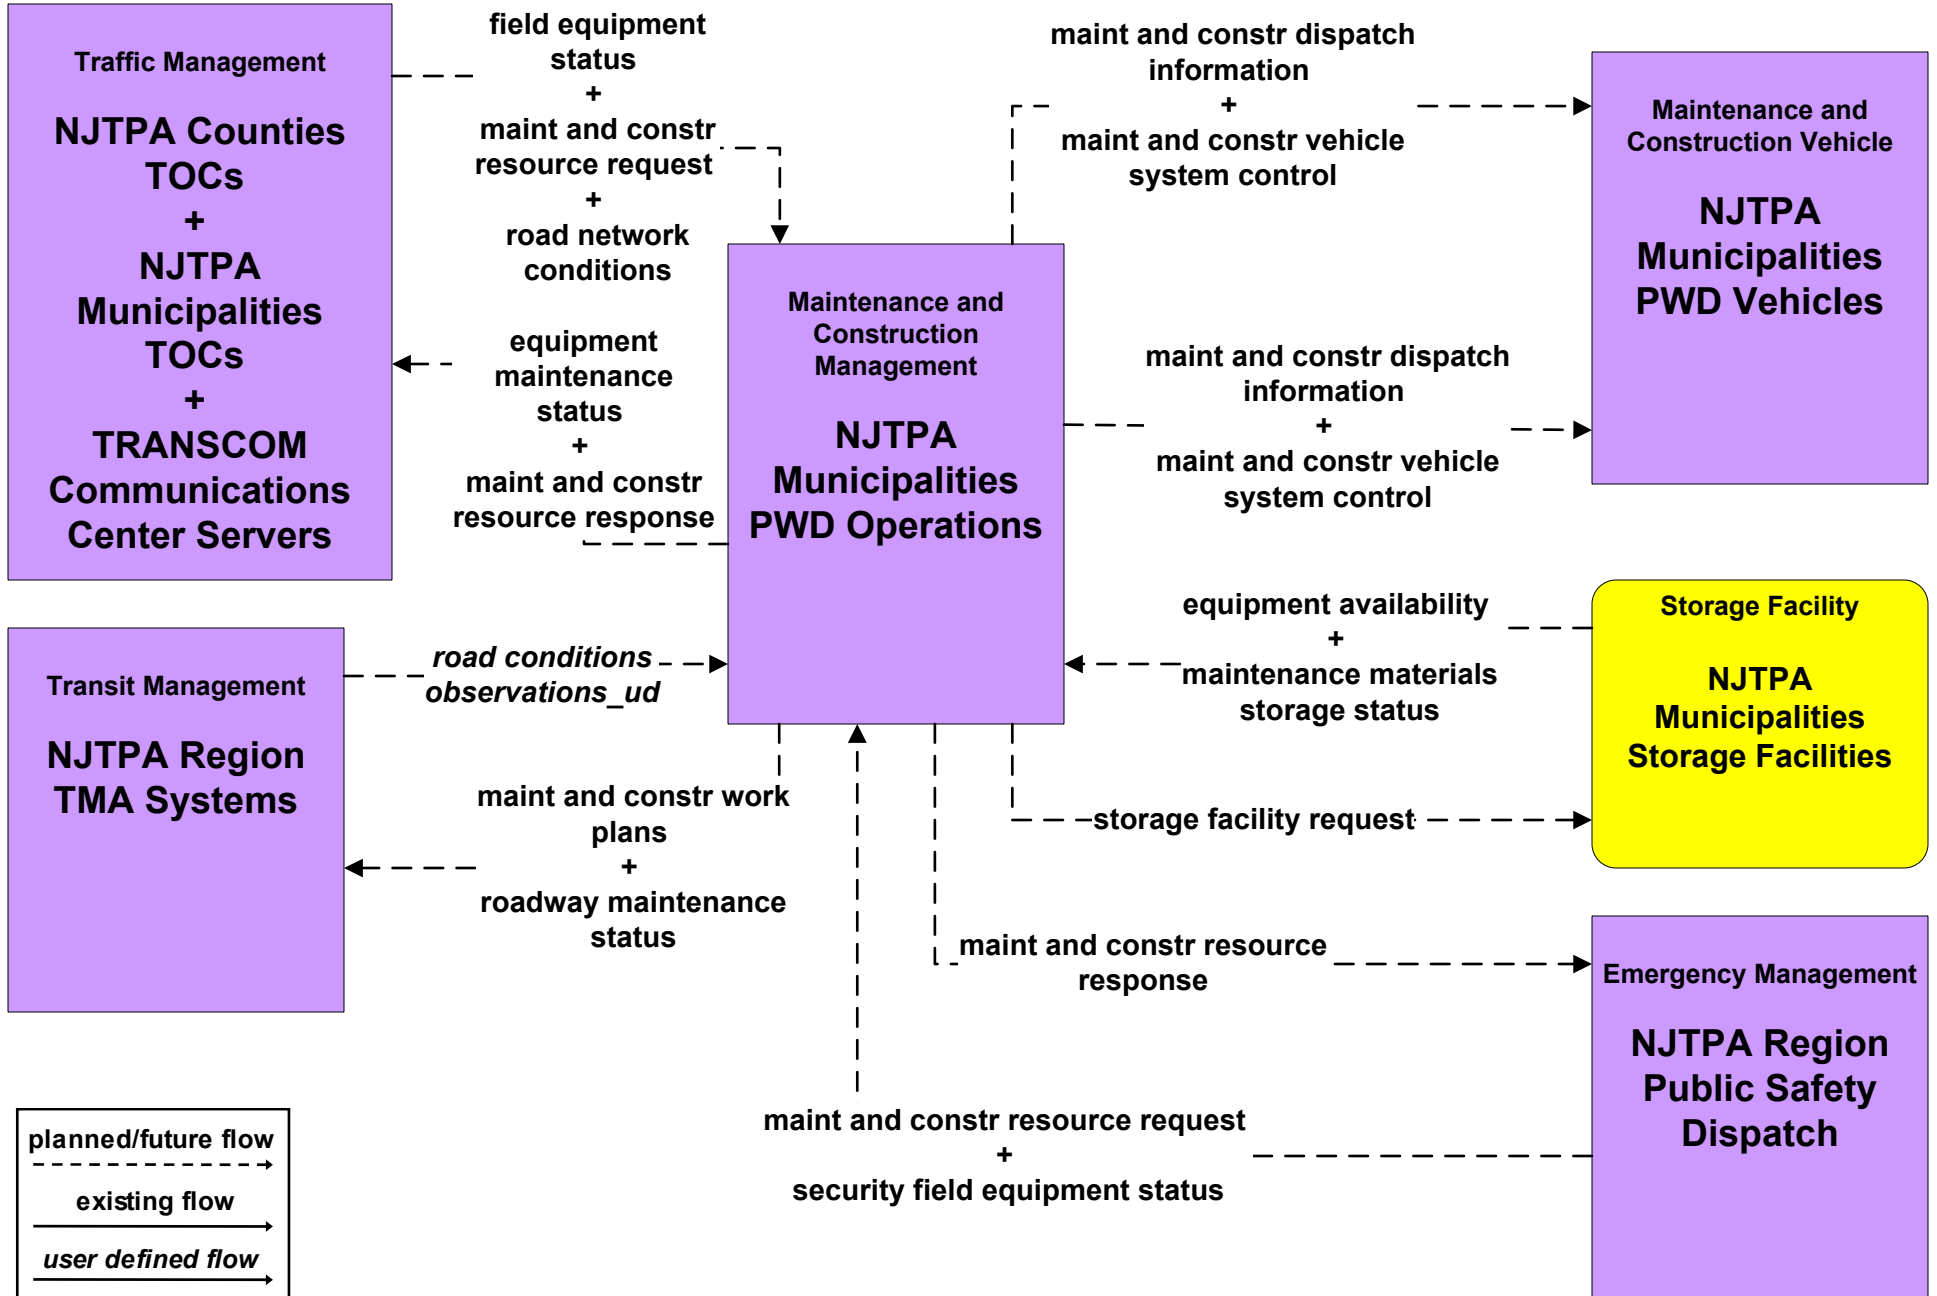 Traffic Management
NJTPA Counties
TOCs
+
NJTPA
Municipalities
TOCs
+
TRANSCOM
Communications
Center Servers
field equipment
status
+
maint and constr
resource request
+
road network
conditions
equipment
maintenance
status
+
maint and constr
resource response
Maintenance and
Construction
Management
NJTPA
Municipalities
PWD Operations
maint and constr dispatch
information
+
maint and constr vehicle
system control
Maintenance and
Construction Vehicle
NJTPA
Municipalities
PWD Vehicles
maint and constr dispatch
information
+
maint and constr vehicle
system control
equipment availability
+
maintenance materials
storage status
Storage Facility
NJTPA
Municipalities
Storage Facilities
storage facility request
Transit Management
NJTPA Region
TMA Systems
road conditions
observations_ud
maint and constr work
plans
+
roadway maintenance
status
maint and constr resource
response
Emergency Management
NJTPA Region
Public Safety
Dispatch
maint and constr resource request
+
security field equipment status
planned/future flow
existing flow
user defined flow